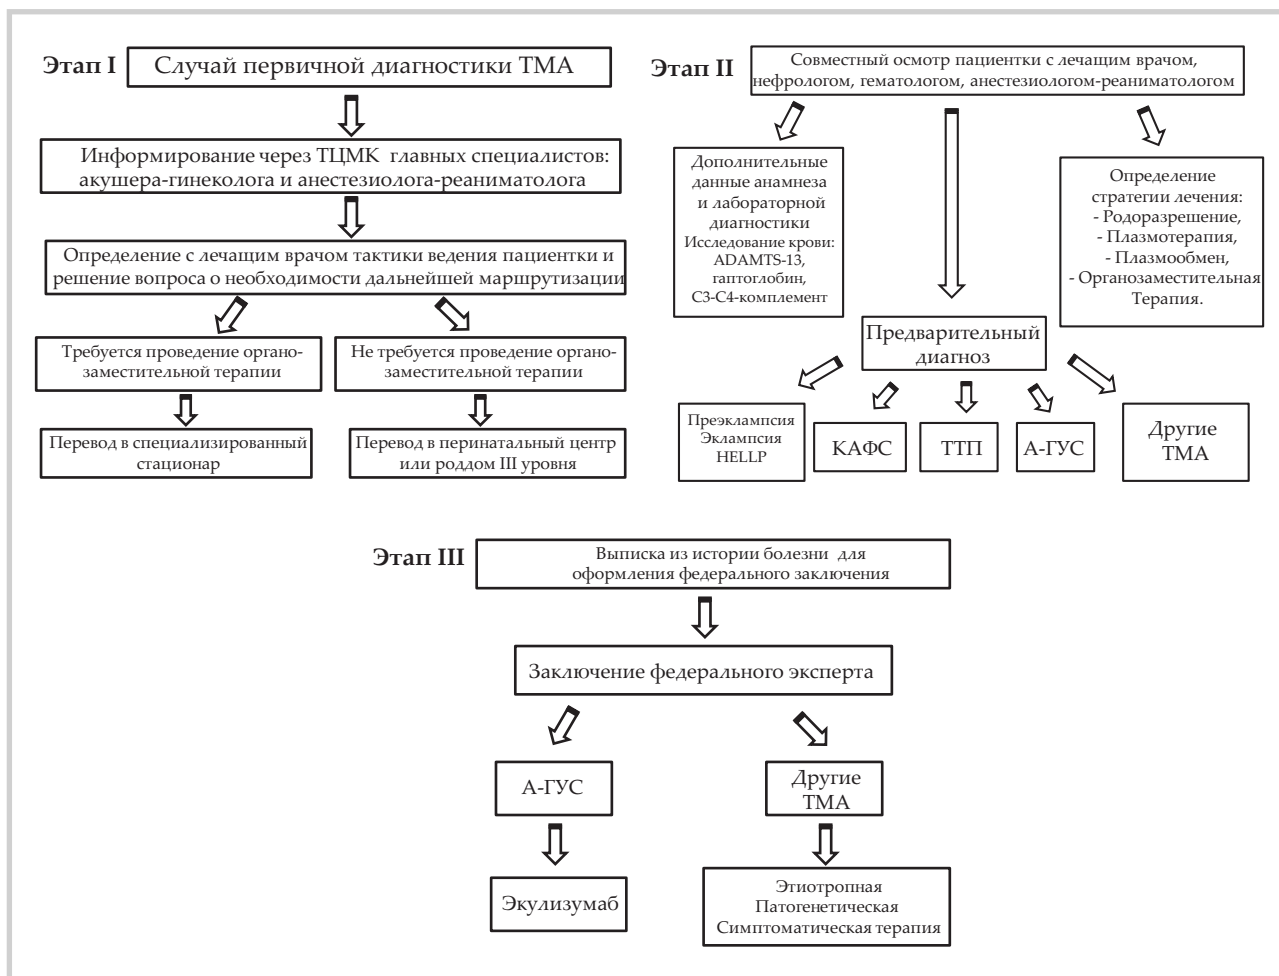 Этап I
Случай первичной диагностики ТМА
Информирование через ТЦМК главных специалистов:
акушера-гинеколога и анестезиолога-реаниматолога
Определение с лечащим врачом тактики ведения пациентки и
решение вопроса о необходимости дальнейшей маршрутизации
Требуется проведение органо-
заместительной терапии
Не требуется проведение органо-
заместительной терапии
Перевод в специализированный
стационар
Перевод в перинатальный центр
или роддом III уровня
Этап II
Совместный осмотр пациентки с лечащим врачом,
нефрологом, гематологом, анестезиологом-реаниматологом
Дополнительные
данные анамнеза
и лабораторной
диагностики
Исследование крови:
ADAMTS-13,
гаптоглобин,
С3-С4-комплемент
Определение
стратегии лечения:
- Родоразрешение,
- Плазмотерапия,
- Плазмообмен,
- Органозаместительная
Терапия.
Предварительный
диагноз
Преэклампсия
Эклампсия
HELLP
КАФС
ТТП
А-ГУС
Другие
ТМА
Этап III
Выписка из истории болезни для
оформления федерального заключения
Заключение федерального эксперта
А-ГУС
Другие
ТМА
Экулизумаб
Этиотропная
Патогенетическая
Симптоматическая терапия